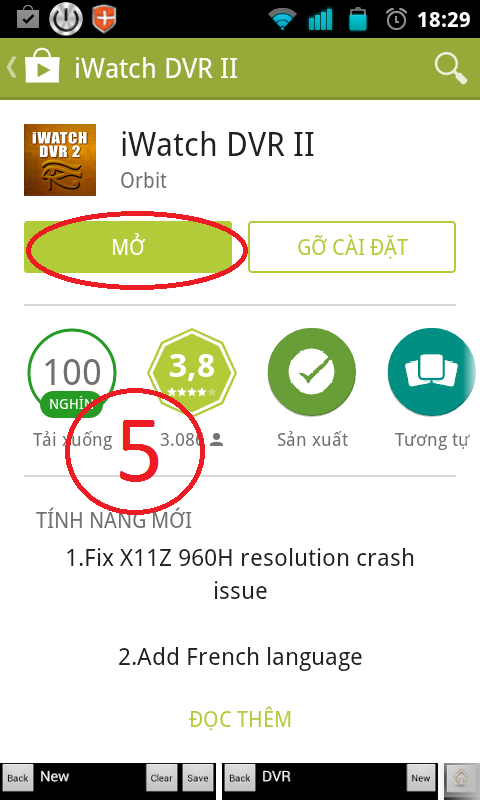 18:29
iWatch DVR II
iWATCH
DVR 2
iWatch DVR II
Orbit
MỞ
GỠ CÀI ĐẶT
100
NGHÌN
3,8
Tải xuống
3.086
Sản xuất
Tương tự
5
TÍNH NĂNG MỚI
1.Fix X11Z 960H resolution crash
issue
2.Add French language
ĐỌC THÊM
Back New Clear Save Back DVR New